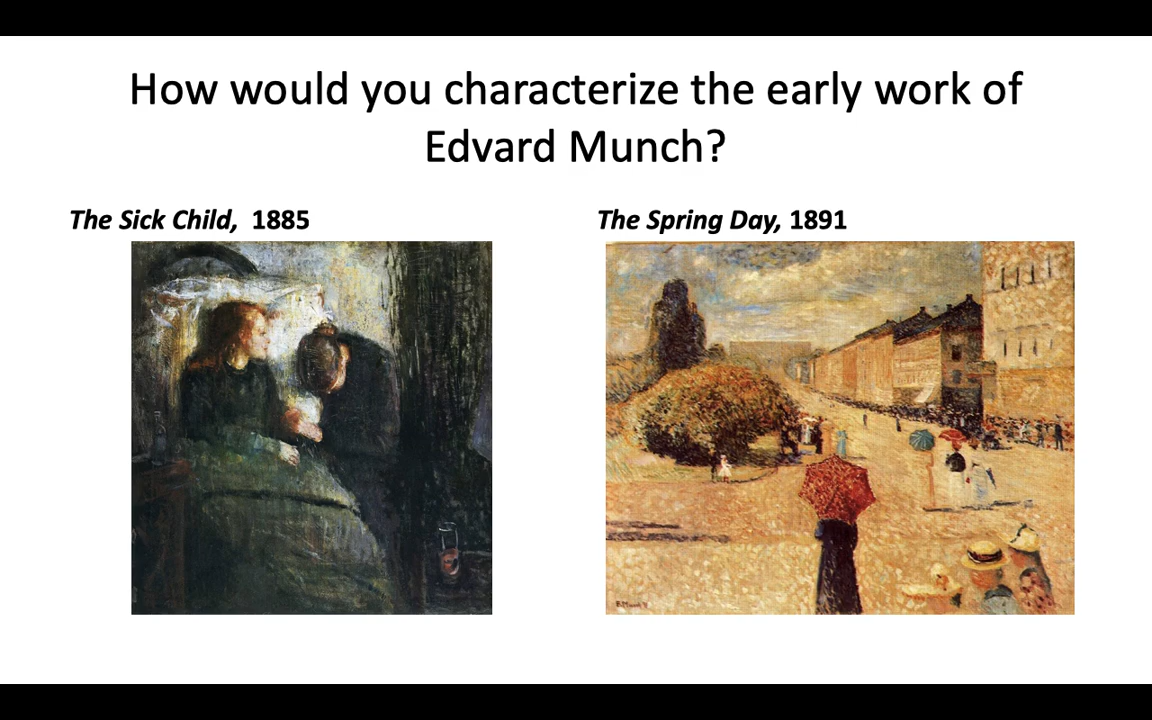 How would you characterize the early work of
Edvard Munch?
The Sick Child, 1885
The Spring Day, 1891